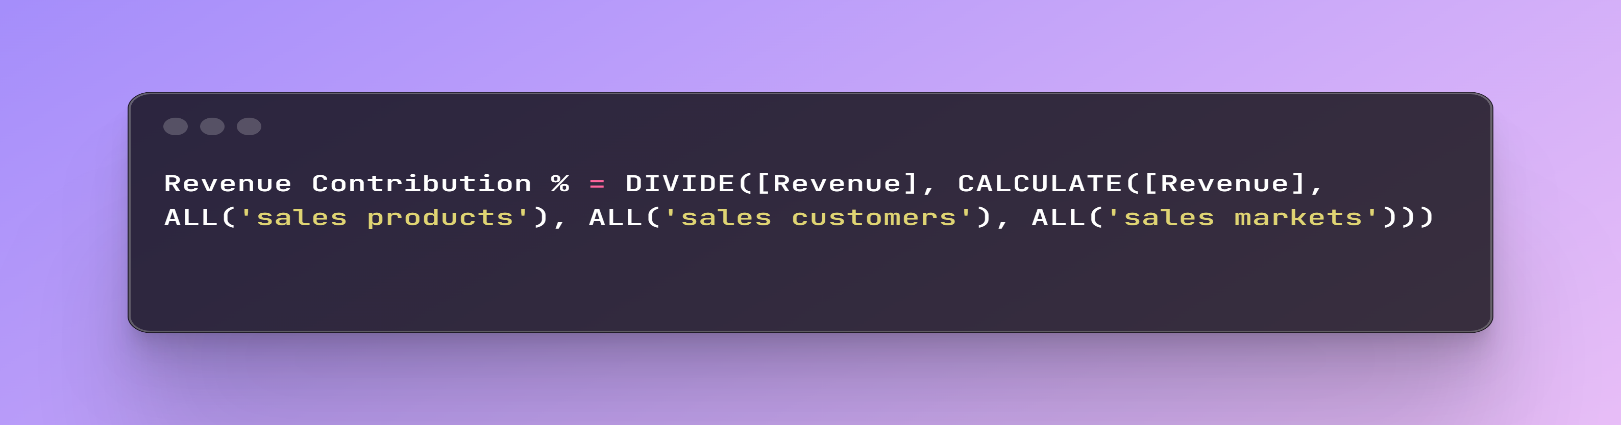 Revenue Contribution % = DIVIDE([Revenue], CALCULATE([Revenue],
ALL('sales products'), ALL('sales customers'), ALL('sales markets')))